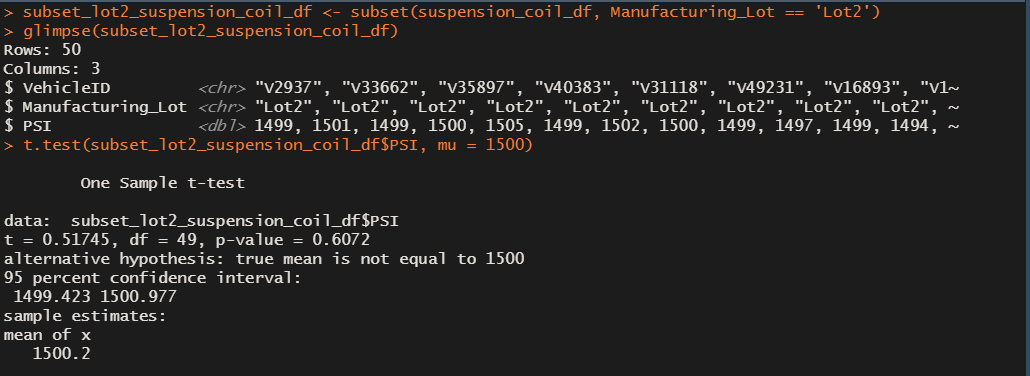 > subset_lot2_suspension_coil_df <- subset(suspension_coil_df, Manufacturing_Lot == 'Lot2')
> glimpse(subset_lot2_suspension_coil_df)
Rows: 50
Columns: 3
$ VehicleID         <chr> "v2937", "v33662", "v35897", "v40383", "v31118", "v49231", "v16893", "v1~
$ Manufacturing_Lot <chr> "Lot2", "Lot2", "Lot2", "Lot2", "Lot2", "Lot2", "Lot2", "Lot2", "Lot2", ~
$ PSI               <dbl> 1499, 1501, 1499, 1500, 1505, 1499, 1502, 1500, 1499, 1497, 1499, 1494, ~
> t.test(subset_lot2_suspension_coil_df$PSI, mu = 1500)
One Sample t-test
data:  subset_lot2_suspension_coil_df$PSI
t = 0.51745, df = 49, p-value = 0.6072
alternative hypothesis: true mean is not equal to 1500
95 percent confidence interval:
1499.423 1500.977
sample estimates:
mean of x
1500.2